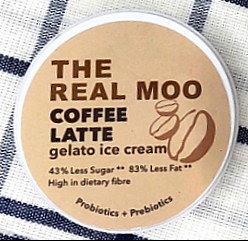 THE
REAL MOO
COFFEE
LATTE
gelato ice cream
43% Less Sugar ** 83% Less Fat **
High in dietary fibre
Probiotics + Prebiotics